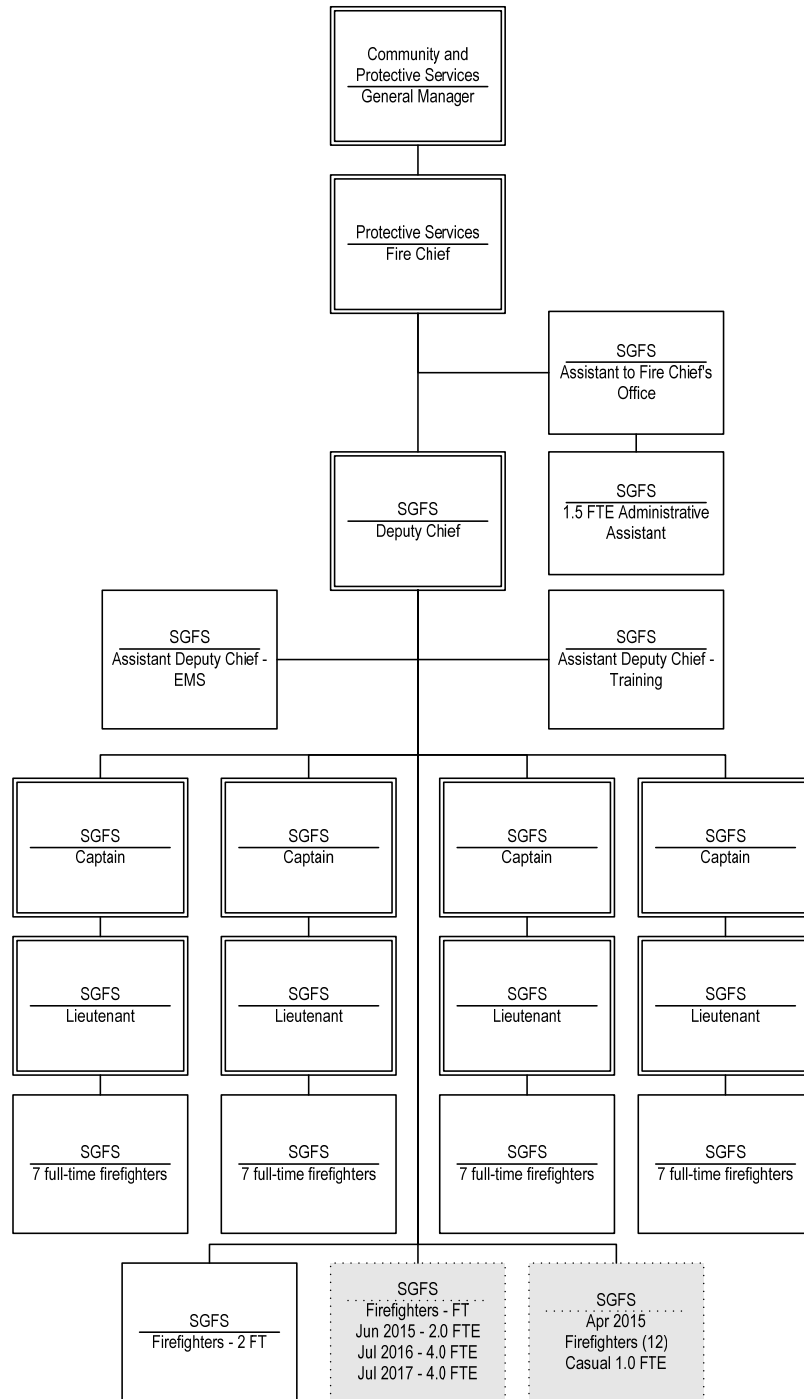 Community and
Protective Services
General Manager
Protective Services
Fire Chief
SGFS
Assistant to Fire Chief's
Office
SGFS
1.5 FTE Administrative
Assistant
SGFS
Deputy Chief
SGFS
Assistant Deputy Chief -
EMS
SGFS
Assistant Deputy Chief -
Training
SGFS
Captain
SGFS
Captain
SGFS
Captain
SGFS
Captain
SGFS
Lieutenant
SGFS
Lieutenant
SGFS
Lieutenant
SGFS
Lieutenant
SGFS
7 full-time firefighters
SGFS
7 full-time firefighters
SGFS
7 full-time firefighters
SGFS
7 full-time firefighters
SGFS
Firefighters - 2 FT
SGFS
Firefighters - FT
Jun 2015 - 2.0 FTE
Jul 2016 - 4.0 FTE
Jul 2017 - 4.0 FTE
SGFS
Apr 2015
Firefighters (12)
Casual 1.0 FTE